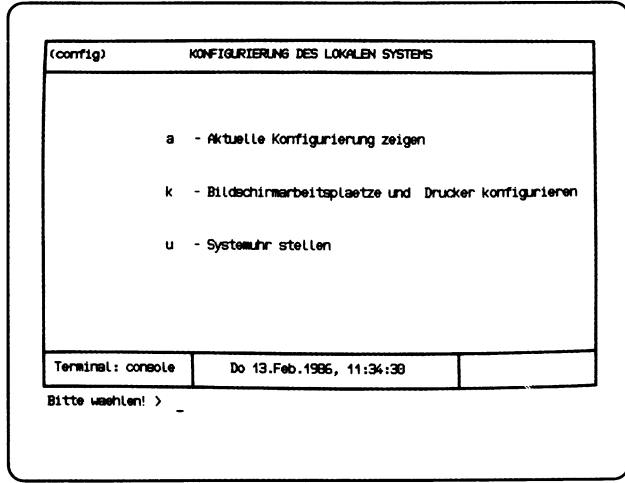 (config) KONFIGURIERUNG DES LOKALEN SYSTEMS
a - Aktuelle Konfigurierung zeigen
k - Bildschirmarbeitsplaetze und Drucker konfigurieren
u - Systemuhr stellen
Terminal: console Do 13.Feb.1986, 11:34:30
Bitte waehlen! > _